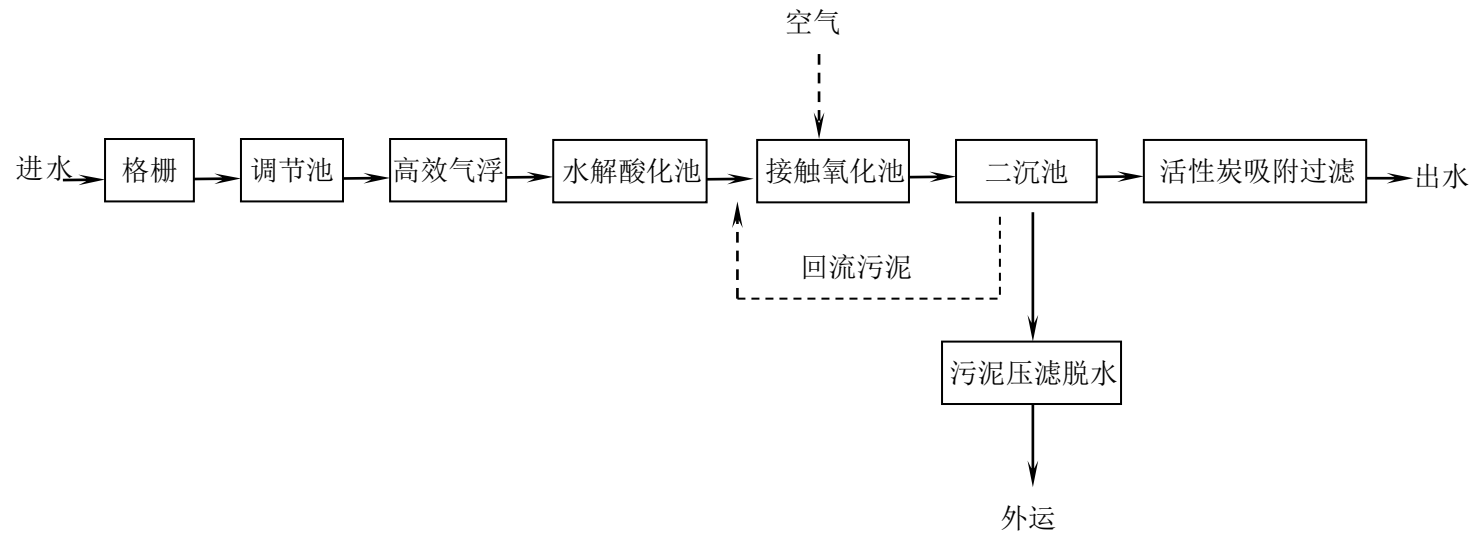 空气
进水
格栅
调节池
高效气浮
水解酸化池
接触氧化池
二沉池
活性炭吸附过滤
出水
回流污泥
污泥压滤脱水
外运